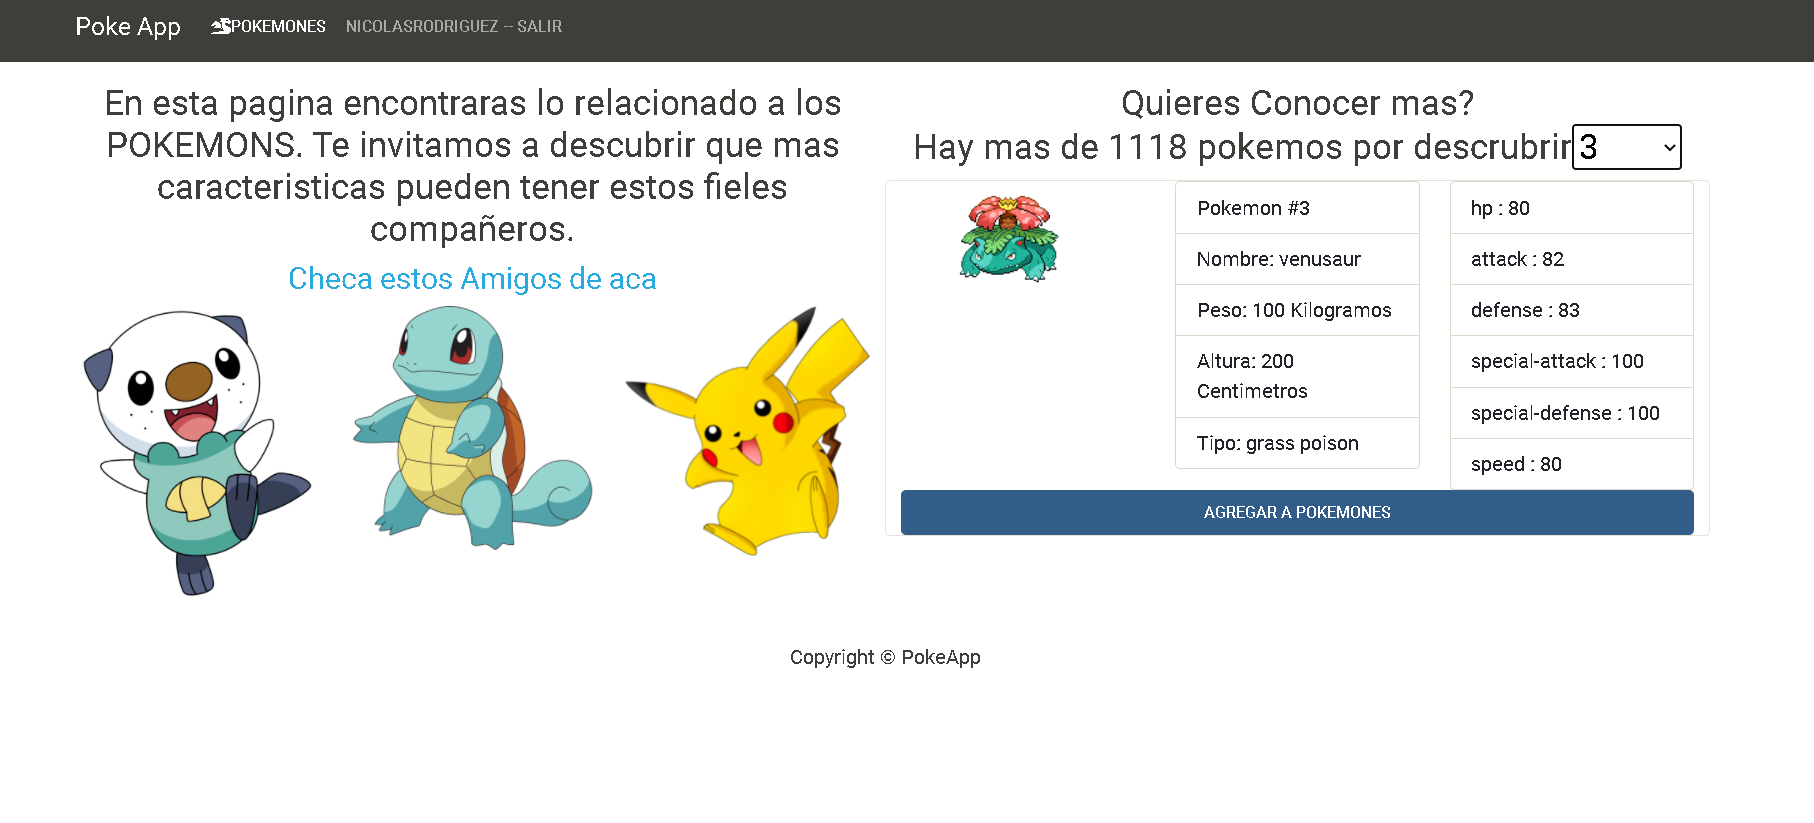 Poke App
POKEMONES
NICOLASRODRIGUEZ -- SALIR
En esta pagina encontraras lo relacionado a los
POKEMONS. Te invitamos a descubrir que mas
caracteristicas pueden tener estos fieles
compañeros.
Checa estos Amigos de aca
Quieres Conocer mas?
Hay mas de 1118 pokemos por descrubrir 3
Pokemon #3
Nombre: venusaur
Peso: 100 Kilogramos
Altura: 200
Centimetros
Tipo: grass poison
hp : 80
attack : 82
defense : 83
special-attack : 100
special-defense : 100
speed : 80
AGREGAR A POKEMONES
Copyright © PokeApp